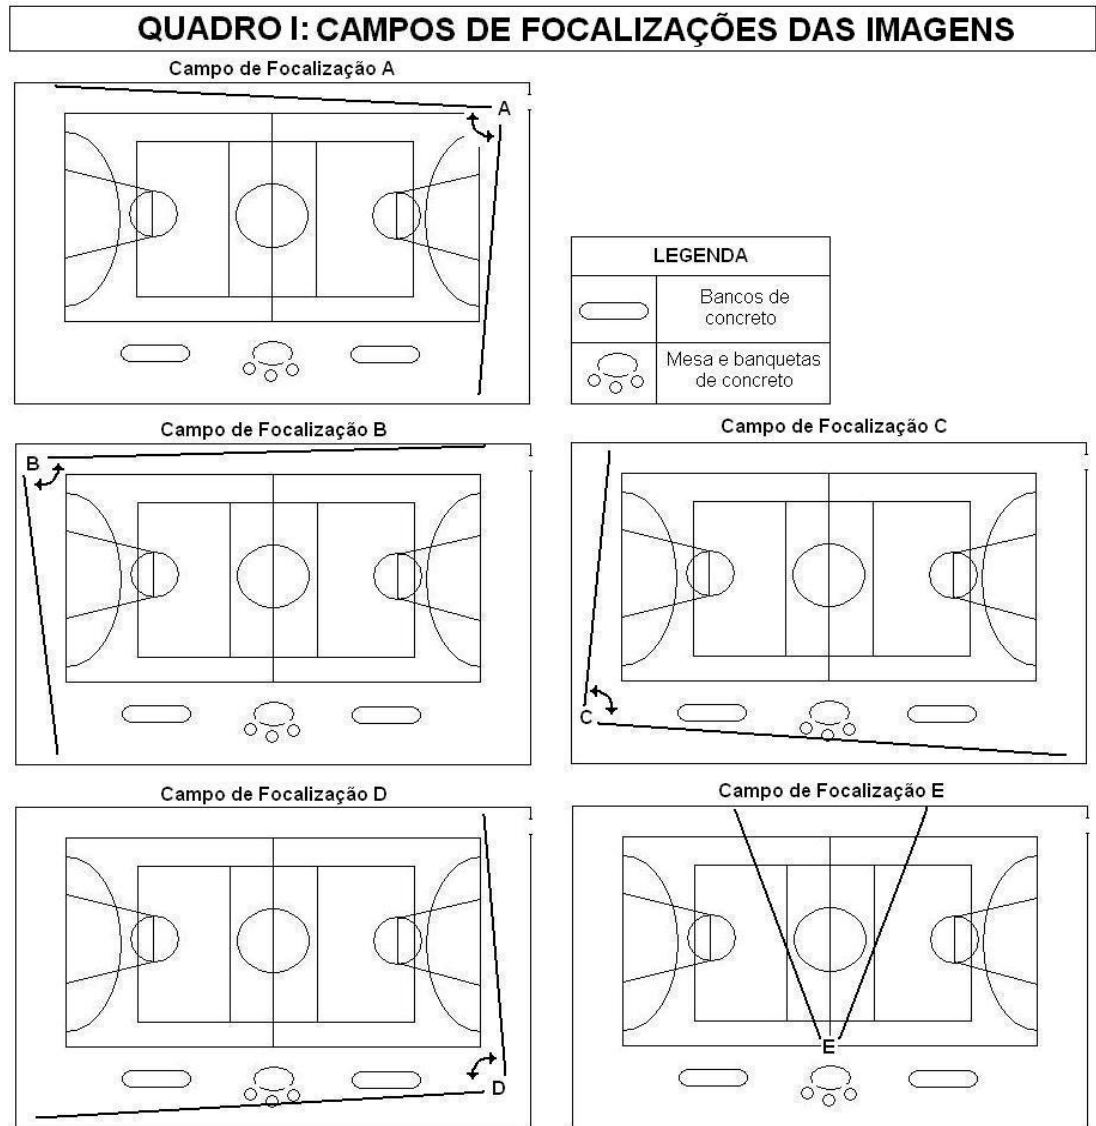 QUADRO I: CAMPOS DE FOCALIZAÇÕES DAS IMAGENS
Campo de Focalização A
A
LEGENDA
Bancos de
concreto
Mesa e banquetas
de concreto
Campo de Focalização B
B
Campo de Focalização C
C
Campo de Focalização D
D
Campo de Focalização E
E